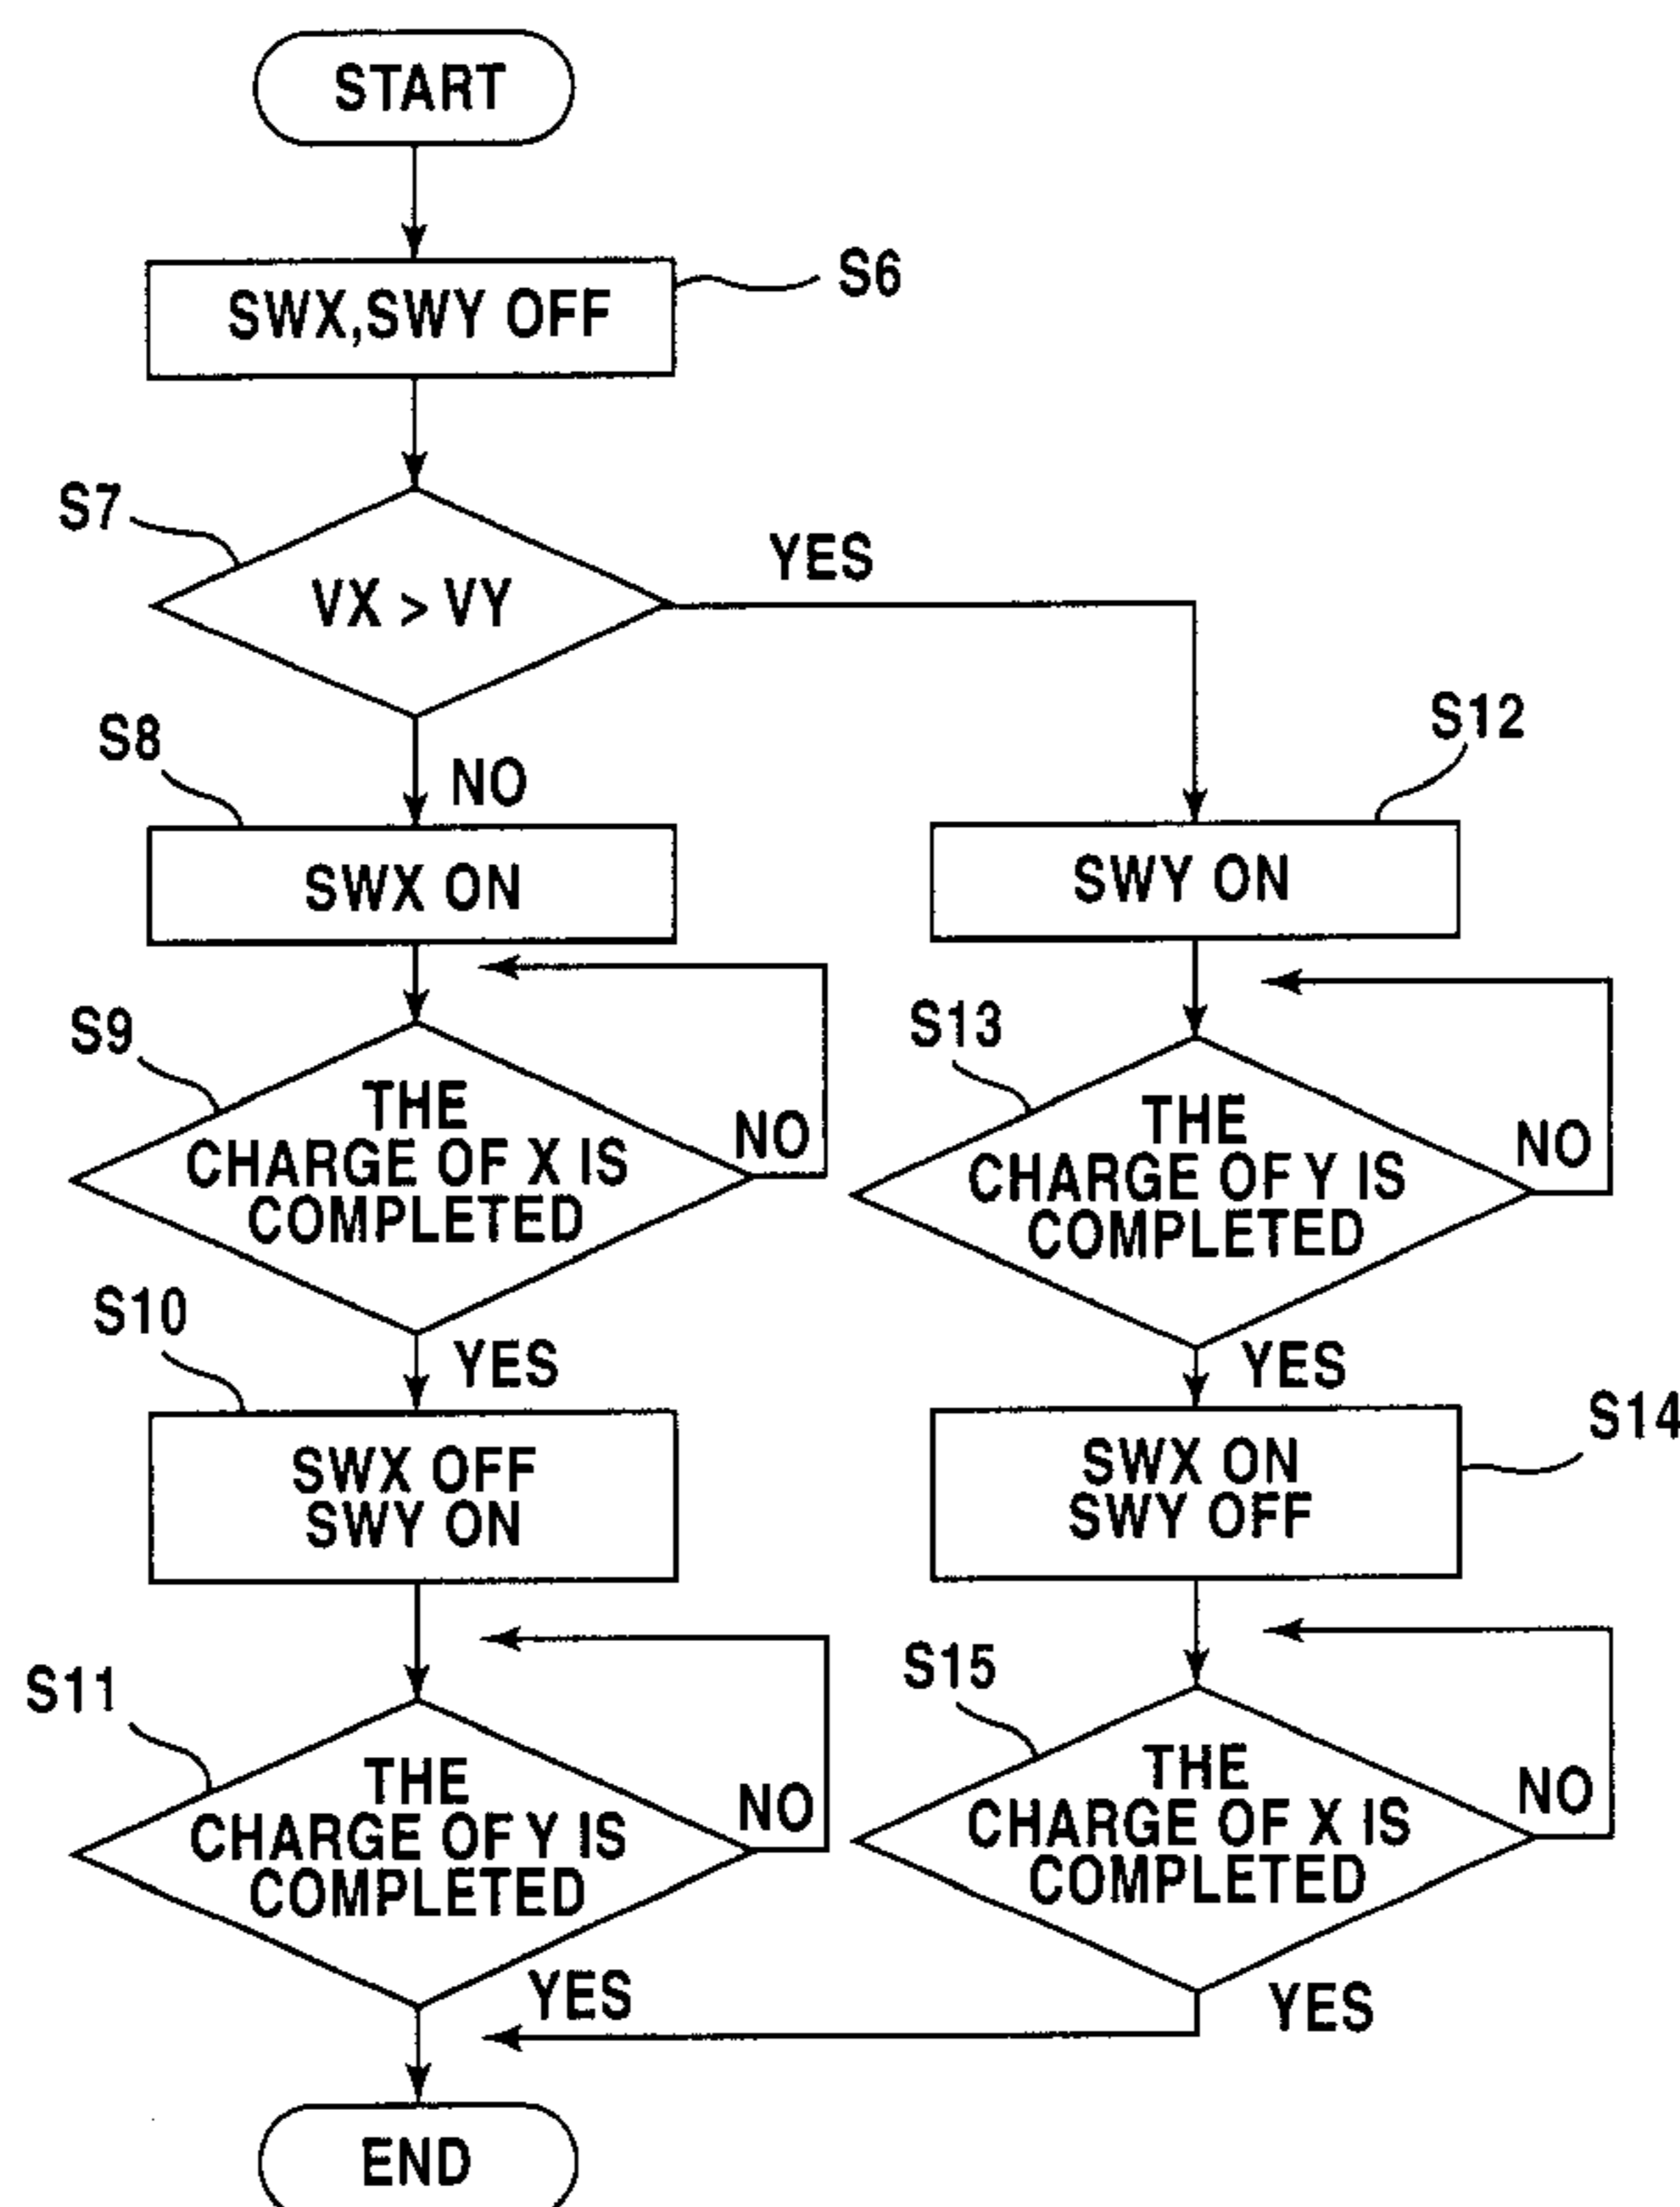 START
SWX,SWY OFF
S6
S7
VX > VY
YES
S8
NO
SWX ON
S12
SWY ON
S9
THE
CHARGE OF X IS
COMPLETED
NO
S13
THE
CHARGE OF Y IS
COMPLETED
NO
S10
YES
SWX OFF
SWY ON
YES
S14
SWX ON
SWY OFF
S11
THE
CHARGE OF Y IS
COMPLETED
NO
YES
S15
THE
CHARGE OF X IS
COMPLETED
NO
YES
END